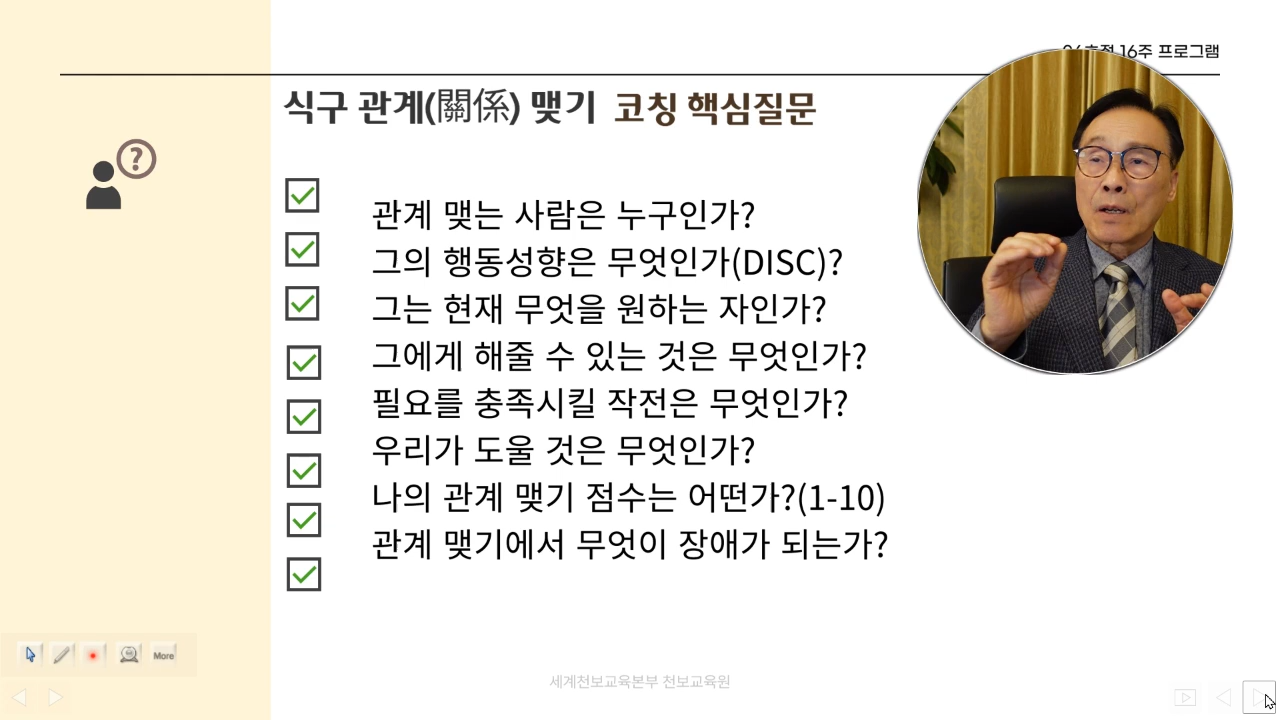 16주 프로그램
식구 관계(關係) 맺기 코칭 핵심질문
?
관계 맺는 사람은 누구인가?
그의 행동성향은 무엇인가(DISC)?
그는 현재 무엇을 원하는 자인가?
그에게 해줄 수 있는 것은 무엇인가?
필요를 충족시킬 작전은 무엇인가?
우리가 도울 것은 무엇인가?
나의 관계 맺기 점수는 어떤가?(1-10)
관계 맺기에서 무엇이 장애가 되는가?
More
세계천보교육본부 천보교육원